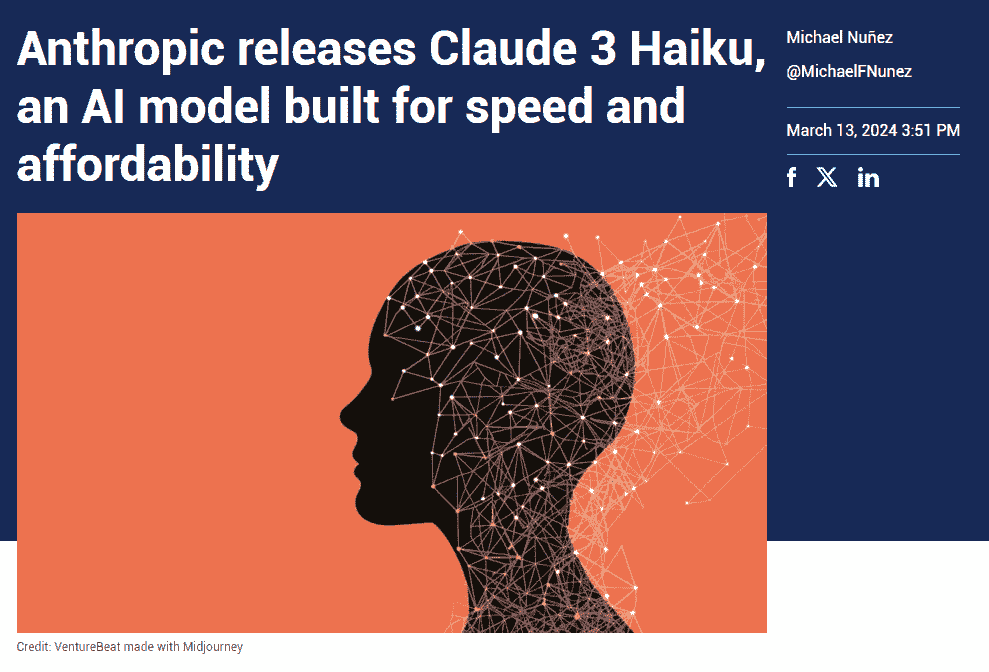 Anthropic releases Claude 3 Haiku,
an AI model built for speed and
affordability
Michael Nuñez
@MichaelFNunez
March 13, 2024 3:51 PM
Credit: VentureBeat made with Midjourney